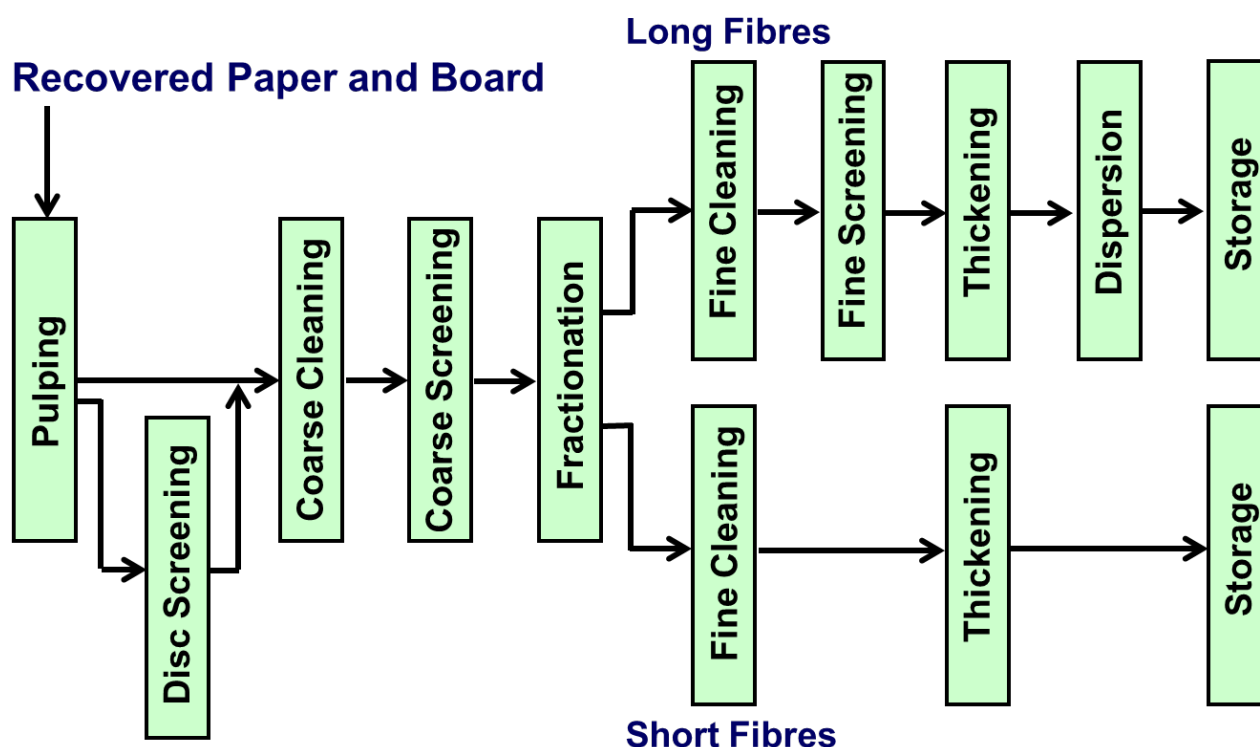 Long Fibres
Recovered Paper and Board
Pulping
Disc Screening
Coarse Cleaning
Coarse Screening
Fractionation
Fine Cleaning
Fine Screening
Thickening
Dispersion
Storage
Fine Cleaning
Thickening
Storage
Short Fibres